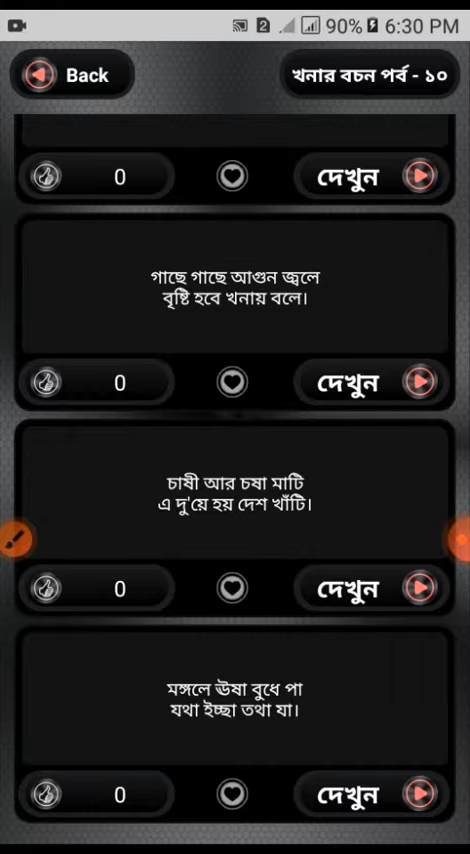 2 90% 6:30 PM
Back
খনার বচন পর্ব - ১০
0 দেখুন
গাছে গাছে আগুন জ্বলে
বৃষ্টি হবে খনায় বলে।
0 দেখুন
চাষী আর চষা মাটি
এ দু'য়ে হয় দেশ খাঁটি।
0 দেখুন
মঙ্গলে ঊষা বুধে পা
যথা ইচ্ছা তথা যা।
0 দেখুন